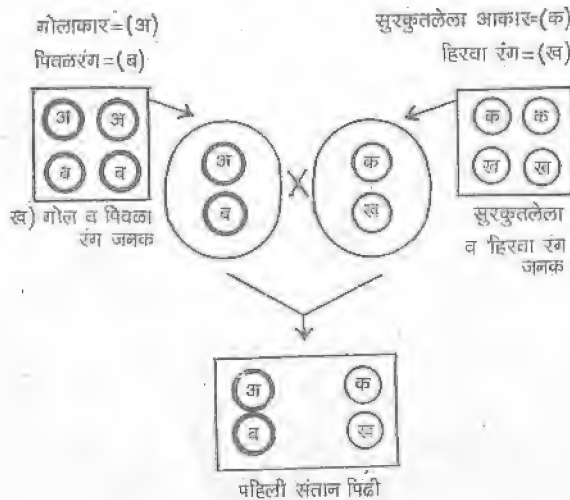 गोलाकार=(अ)
पिवळरंग=(ब)
सुरकुतलेला आकार=(क)
हिरवा रंग=(ख)
अ अ
ब ब
अ
ब
X
क
ख
क क
ख ख
ख) गोल व पिवळा
रंग जनक
सुरकुतलेला
व हिरवा रंग
जनक
अ क
ब ख
पहिली संतान पिढी